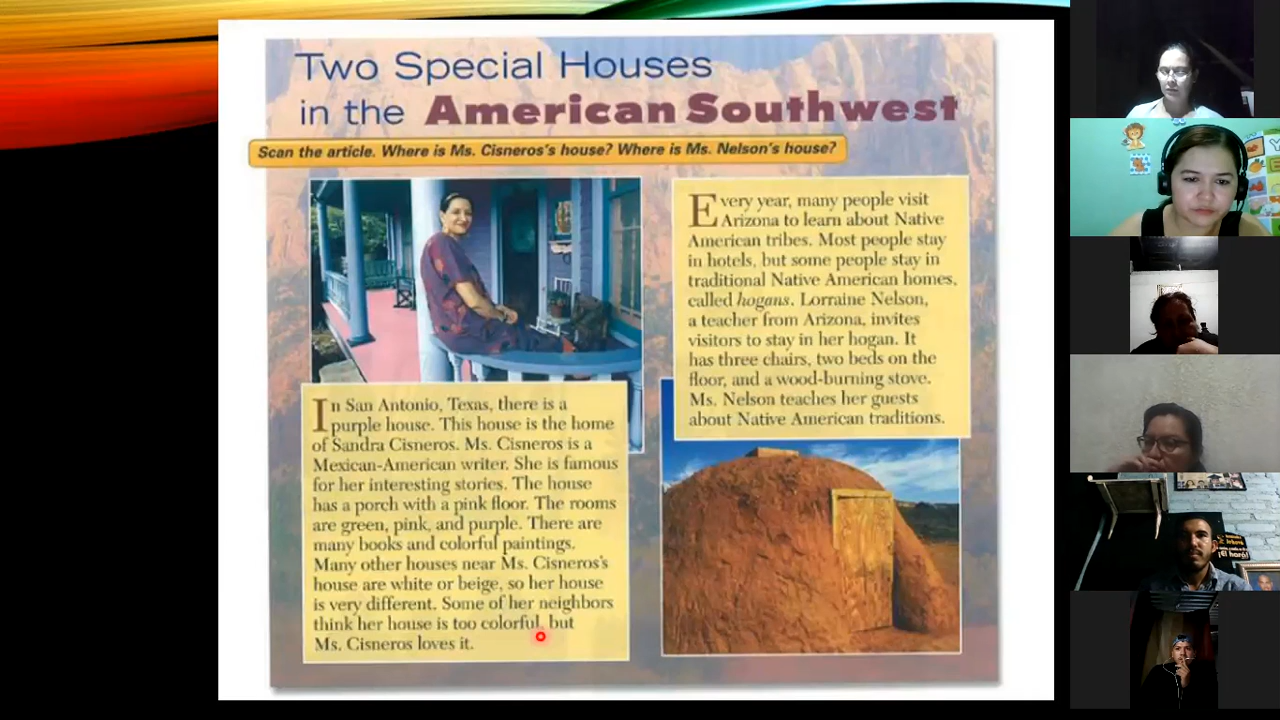 Two Special Houses
in the American Southwest
Scan the article. Where is Ms. Cisneros's house? Where is Ms. Nelson's house?
In San Antonio, Texas, there is a
purple house. This house is the home
of Sandra Cisneros. Ms. Cisneros is a
Mexican-American writer. She is famous
for her interesting stories. The house
has a porch with a pink floor. The rooms
are green, pink, and purple. There are
many books and colorful paintings.
Many other houses near Ms. Cisneros's
house are white or beige, so her house
is very different. Some of her neighbors
think her house is too colorful, but
Ms. Cisneros loves it.
Every year, many people visit
Arizona to learn about Native
American tribes. Most people stay
in hotels, but some people stay in
traditional Native American homes,
called hogans. Lorraine Nelson,
a teacher from Arizona, invites
visitors to stay in her hogan. It
has three chairs, two beds on the
floor, and a wood-burning stove.
Ms. Nelson teaches her guests
about Native American traditions.
¡El hará!